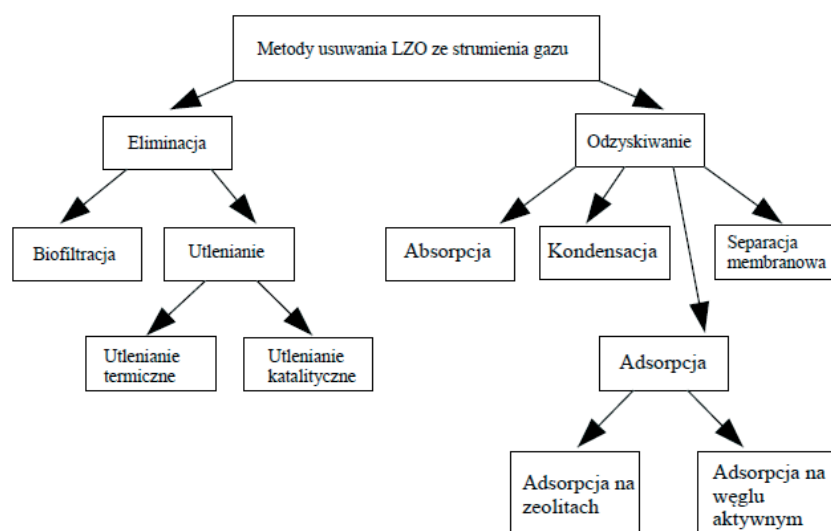 Metody usuwania LZO ze strumienia gazu
Eliminacja
Odzyskiwanie
Biofiltracja
Utlenianie
Absorpcja
Kondensacja
Separacja
membranowa
Utlenianie
termiczne
Utlenianie
katalityczne
Adsorpcja
Adsorpcja na
zeolitach
Adsorpcja na
węglu
aktywnym